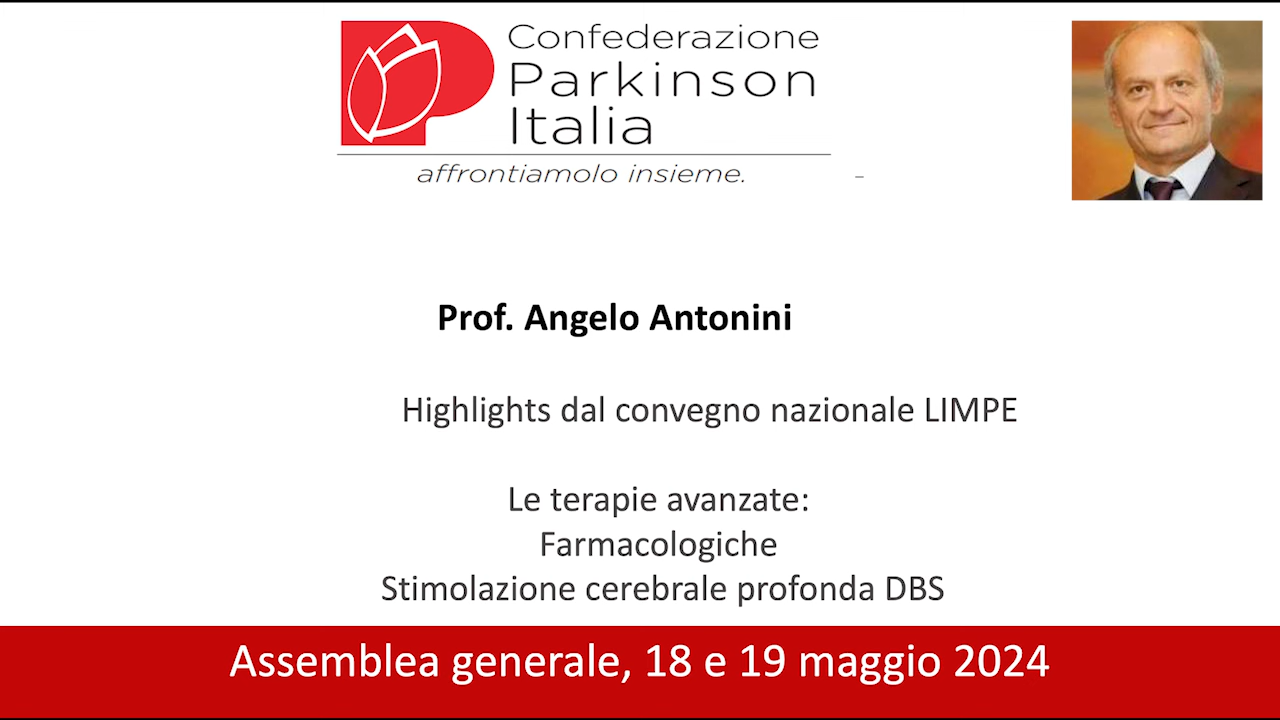 Confederazione
Parkinson
Italia
affrontiamolo insieme.
Prof. Angelo Antonini
Highlights dal convegno nazionale LIMPE
Le terapie avanzate:
Farmacologiche
Stimolazione cerebrale profonda DBS
Assemblea generale, 18 e 19 maggio 2024